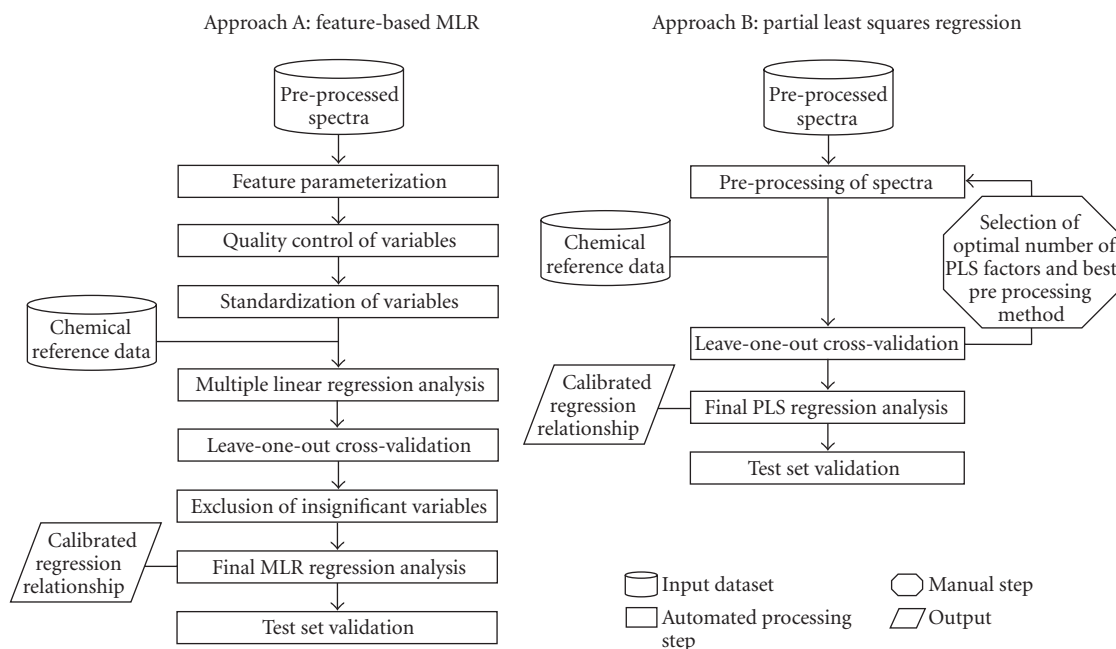 Approach A: feature-based MLR
Pre-processed
spectra
Feature parameterization
Quality control of variables
Standardization of variables
Chemical
reference data
Multiple linear regression analysis
Leave-one-out cross-validation
Exclusion of insignificant variables
Calibrated
regression
relationship
Final MLR regression analysis
Test set validation
Approach B: partial least squares regression
Pre-processed
spectra
Pre-processing of spectra
Chemical
reference data
Selection of
optimal number of
PLS factors and best
pre processing
method
Leave-one-out cross-validation
Calibrated
regression
relationship
Final PLS regression analysis
Test set validation
Input dataset
Automated processing
step
Manual step
Output